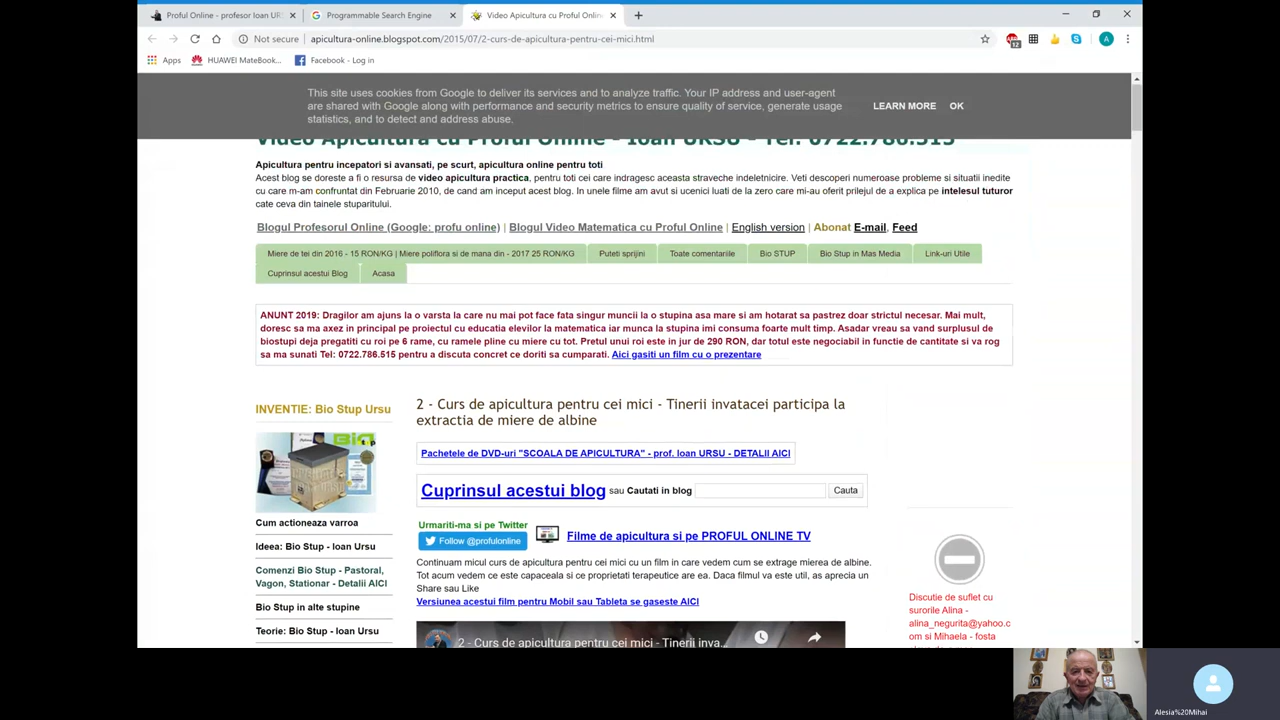 Proful Online - profesor Ioan UR
Programmable Search Engine
Video Apicultura cu Proful Onlin
Not secure
apicultura-online.blogspot.com/2015/07/2-curs-de-apicultura-pentru-cei-mici.html
12
A
Apps
HUAWEI MateBook...
Facebook - Log in
This site uses cookies from Google to deliver its services and to analyze traffic. Your IP address and user-agent
are shared with Google along with performance and security metrics to ensure quality of service, generate usage
statistics, and to detect and address abuse.
LEARN MORE
OK
Video Apicultura cu Proful Online - Ioan URSU - Tel. 0722.786.515
Apicultura pentru incepatori si avansati, pe scurt, apicultura online pentru toti
Acest blog se doreste a fi o resursa de video apicultura practica, pentru toti cei care indragesc aceasta straveche indeletnicire. Veti descoperi numeroase probleme si situatii inedite
cu care m-am confruntat din Februarie 2010, de cand am inceput acest blog. In unele filme am avut si ucenici luati de la zero care mi-au oferit prilejul de a explica pe intelesul tuturor
cate ceva din tainele stuparitului.
Blogul Profesorul Online (Google: profu online) | Blogul Video Matematica cu Proful Online | English version | Abonat E-mail, Feed
Miere de tei din 2016 - 15 RON/KG | Miere poliflora si de mana din - 2017 25 RON/KG
Puteti sprijini
Toate comentariile
Bio STUP
Bio Stup in Mas Media
Link-uri Utile
Cuprinsul acestui Blog
Acasa
ANUNT 2019: Dragilor am ajuns la o varsta la care nu mai pot face fata singur muncii la o stupina asa mare si am hotarat sa pastrez doar strictul necesar. Mai mult,
doresc sa ma axez in principal pe proiectul cu educatia elevilor la matematica iar munca la stupina imi consuma foarte mult timp. Asadar vreau sa vand surplusul de
biostupi deja pregatiti cu roi pe 6 rame, cu ramele pline cu miere cu tot. Pretul unui roi este in jur de 290 RON, dar totul este negociabil in functie de cantitate si va rog
sa ma sunati Tel: 0722.786.515 pentru a discuta concret ce doriti sa cumparati. Aici gasiti un film cu o prezentare
INVENTIE: Bio Stup Ursu
Cum actioneaza varroa
Ideea: Bio Stup - Ioan URSU
Comenzi Bio Stup - Pastoral,
Vagon, Stationar - Detalii AICI
Bio Stup in alte stupine
Teorie: Bio Stup - Ioan URSU
2 - Curs de apicultura pentru cei mici - Tinerii invatacei participa la
extractia de miere de albine
Pachetele de DVD-uri "SCOALA DE APICULTURA" - prof. Ioan URSU - DETALII AICI
Cuprinsul acestui blog sau Cautati in blog
Cauta
Urmariti-ma si pe Twitter
Follow @profulonline
Filme de apicultura si pe PROFUL ONLINE TV
Continuam micul curs de apicultura pentru cei mici cu un film in care vedem cum se extrage mierea de albine.
Tot acum vedem ce este capaceala si ce proprietati terapeutice are ea. Daca filmul va este util, as aprecia un
Share sau Like
Versiunea acestui film pentru Mobil sau Tableta se gaseste AICI
2 - Curs de apicultura pentru cei mici - Tinerii inva...
Discutie de suflet cu
surorile Alina -
alina_negurita@yahoo.c
om si Mihaela - fosta
Alesia%20Mihai